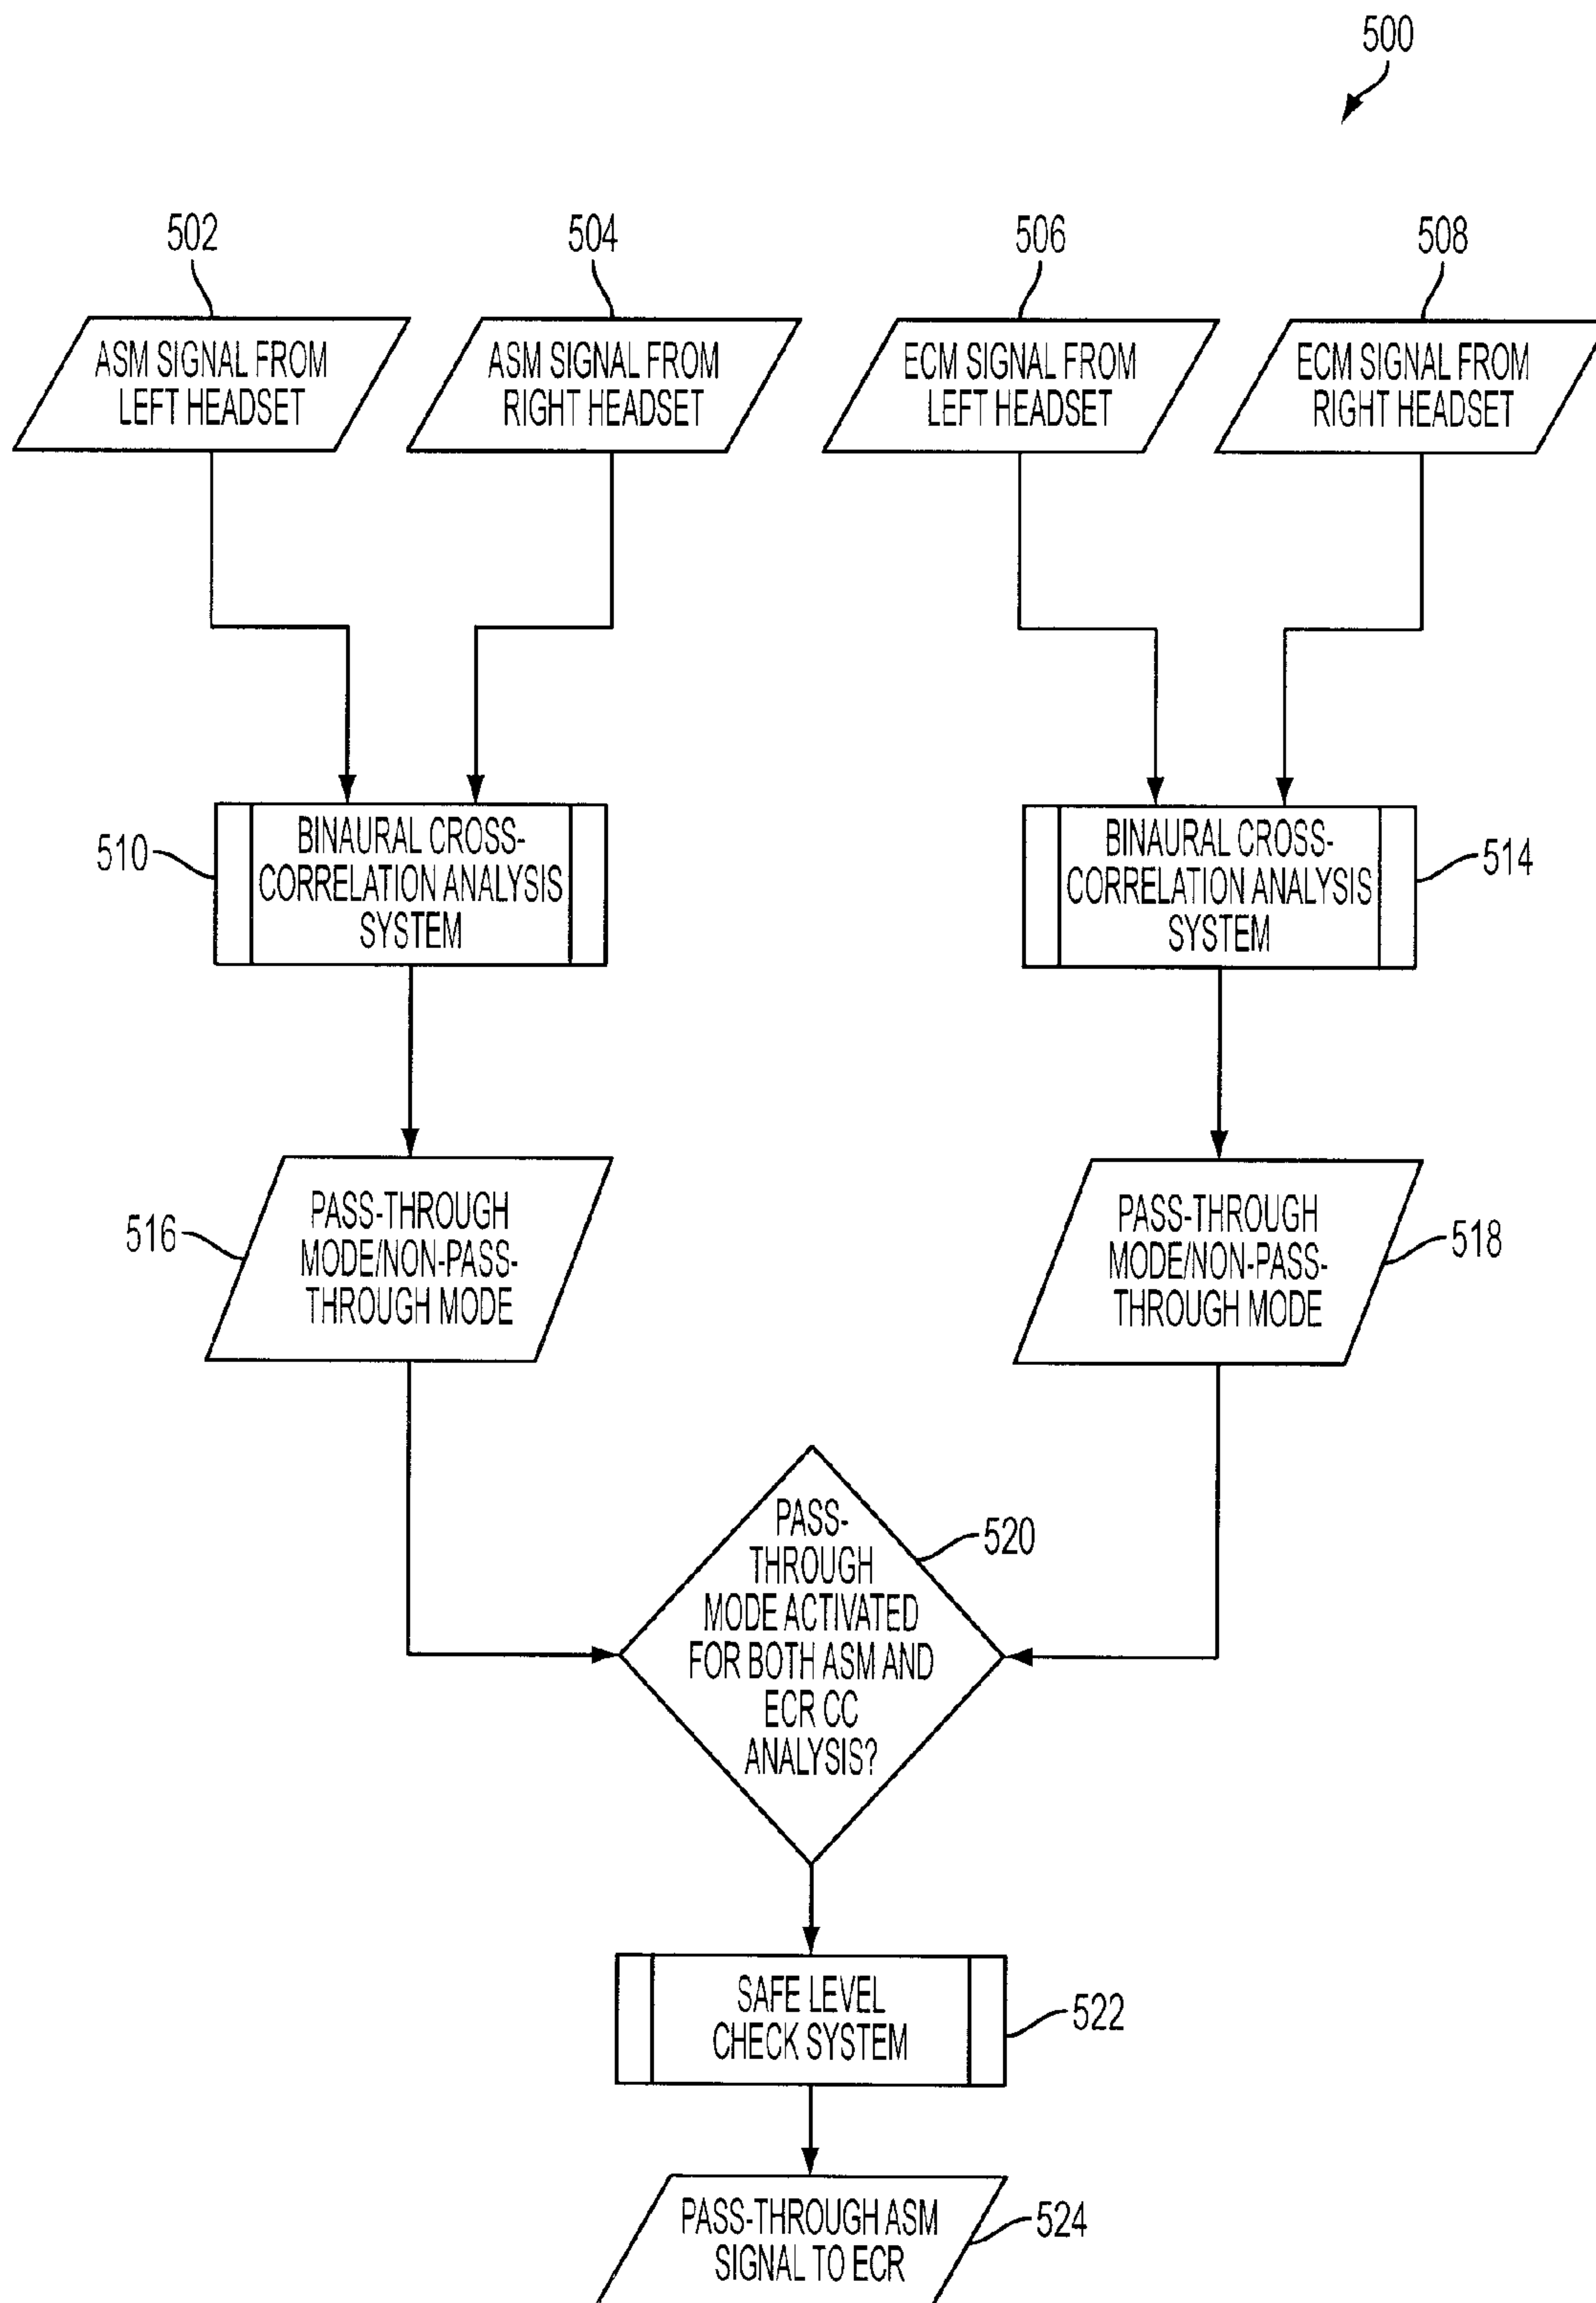 500
502
504
506
508
ASM SIGNAL FROM
LEFT HEADSET
ASM SIGNAL FROM
RIGHT HEADSET
ECM SIGNAL FROM
LEFT HEADSET
ECM SIGNAL FROM
RIGHT HEADSET
510
BINAURAL CROSS-
CORRELATION ANALYSIS
SYSTEM
BINAURAL CROSS-
CORRELATION ANALYSIS
SYSTEM
514
516
PASS-THROUGH
MODE/NON-PASS-
THROUGH MODE
PASS-THROUGH
MODE/NON-PASS-
THROUGH MODE
518
PASS-
THROUGH
MODE ACTIVATED
FOR BOTH ASM AND
ECR CC
ANALYSIS?
520
SAFE LEVEL
CHECK SYSTEM
522
PASS-THROUGH ASM
SIGNAL TO ECR
524